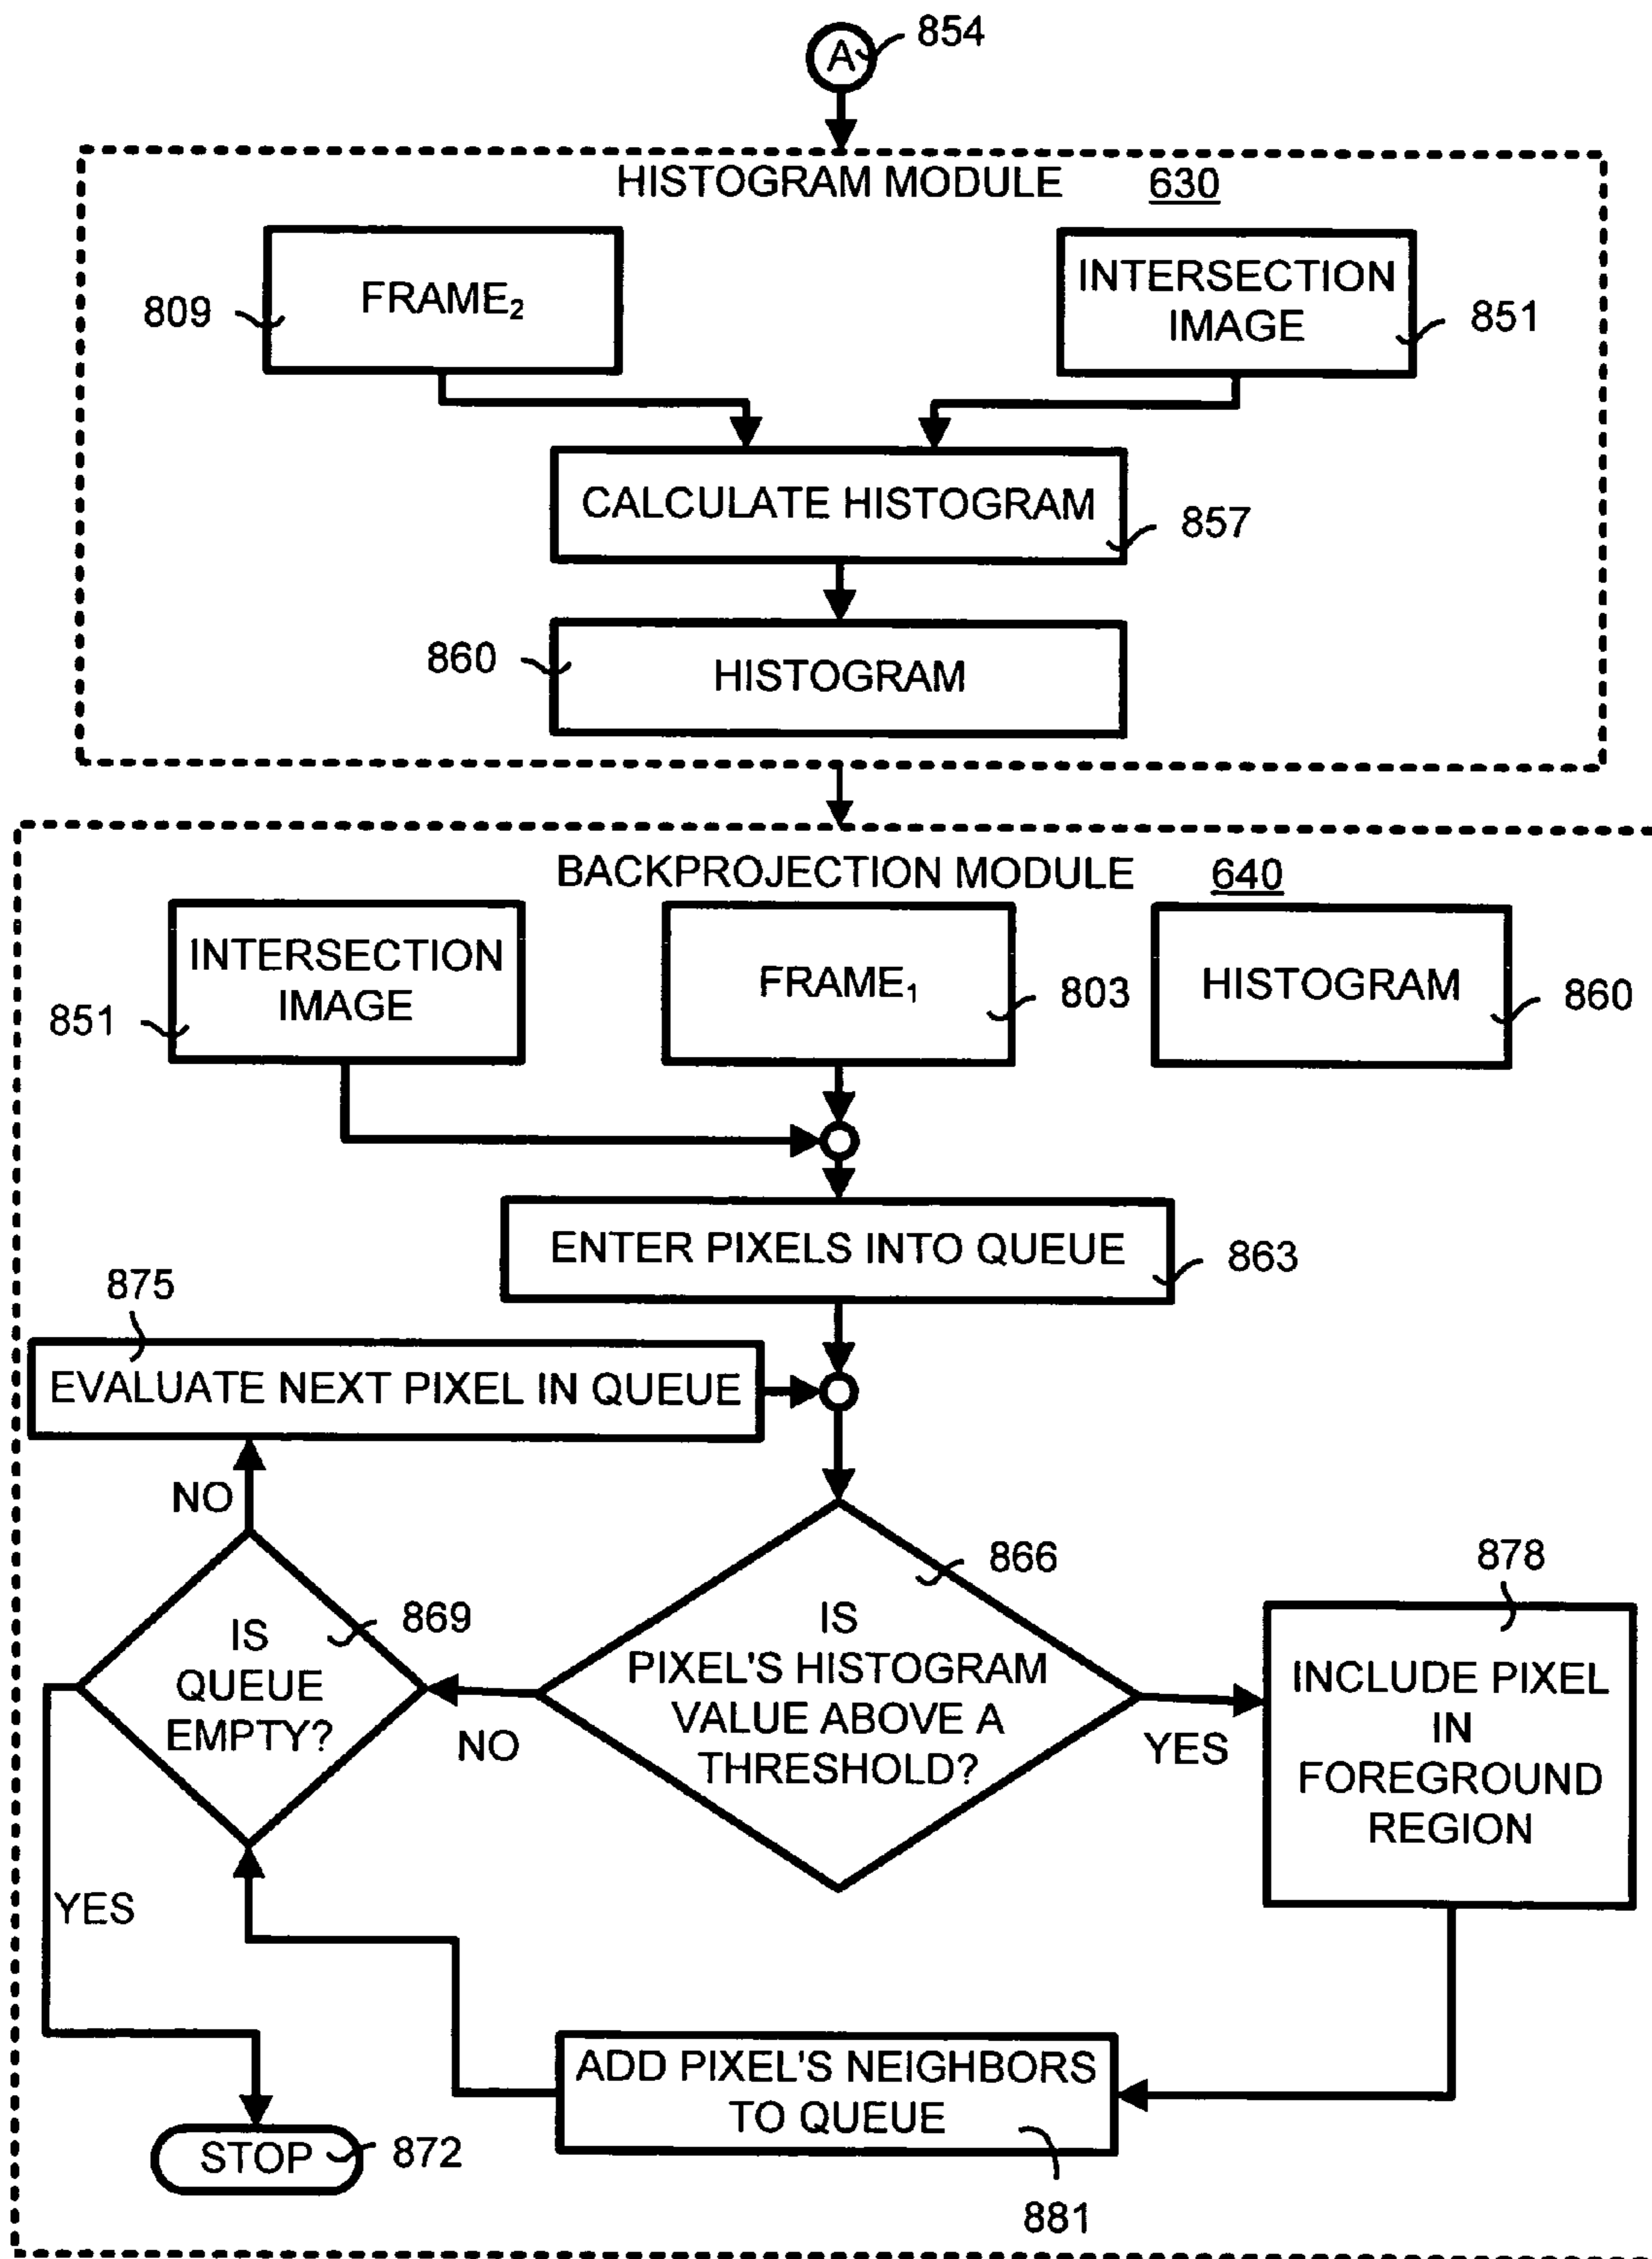 A
854
HISTOGRAM MODULE 630
FRAME₂
809
INTERSECTION
IMAGE
851
CALCULATE HISTOGRAM
857
860
HISTOGRAM
BACKPROJECTION MODULE 640
INTERSECTION
IMAGE
851
FRAME₁
803
HISTOGRAM
860
ENTER PIXELS INTO QUEUE
863
875
EVALUATE NEXT PIXEL IN QUEUE
NO
866
IS
PIXEL'S HISTOGRAM
VALUE ABOVE A
THRESHOLD?
869
IS
QUEUE
EMPTY?
NO
YES
878
INCLUDE PIXEL
IN
FOREGROUND
REGION
YES
ADD PIXEL'S NEIGHBORS
TO QUEUE
881
STOP
872